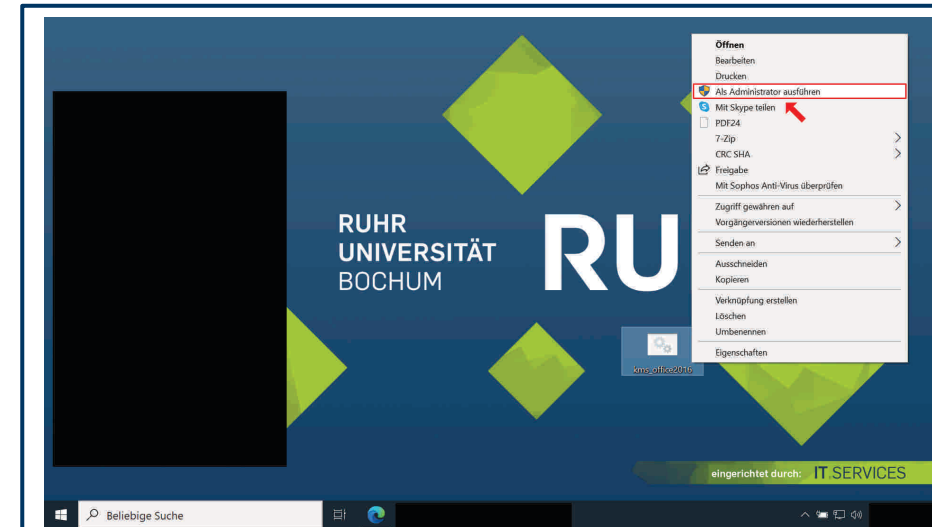 Öffnen
Bearbeiten
Drucken
Als Administrator ausführen
Mit Skype teilen
PDF24
7-Zip
CRC SHA
Freigabe
Mit Sophos Anti-Virus überprüfen
Zugriff gewähren auf
Vorgängerversionen wiederherstellen
Senden an
Ausschneiden
Kopieren
Verknüpfung erstellen
Löschen
Umbenennen
Eigenschaften
RUHR
UNIVERSITÄT
BOCHUM
RU
kms_office2016
eingerichtet durch: IT.SERVICES
Beliebige Suche